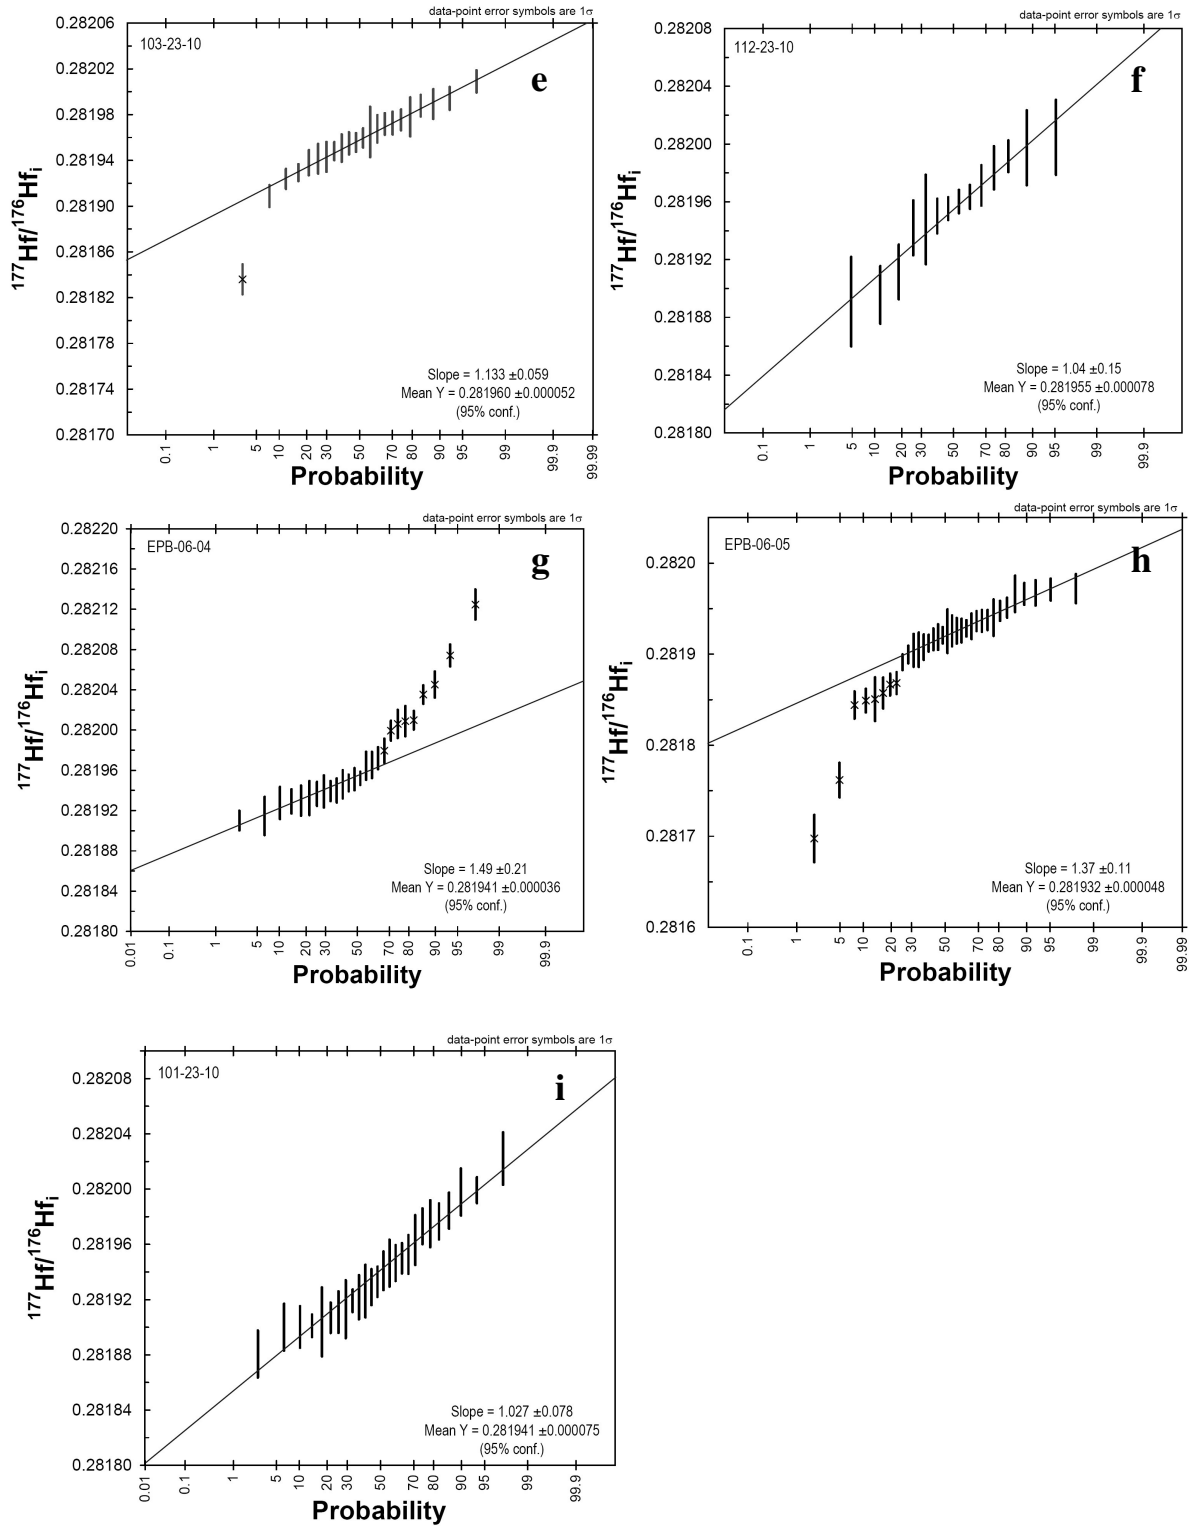 data-point error symbols are 1σ
103-23-10
e
0.28206
0.28202
0.28198
0.28194
0.28190
0.28186
0.28182
0.28178
0.28174
0.28170
177Hf/176Hfi
Slope = 1.133 ±0.059
Mean Y = 0.281960 ±0.000052
(95% conf.)
0.1 1 5 10 20 30 50 70 80 90 95 99 99.9 99.99
Probability
data-point error symbols are 1σ
112-23-10
f
0.28208
0.28204
0.28200
0.28196
0.28192
0.28188
0.28184
0.28180
177Hf/176Hfi
Slope = 1.04 ±0.15
Mean Y = 0.281955 ±0.000078
(95% conf.)
0.1 1 5 10 20 30 50 70 80 90 95 99 99.9
Probability
data-point error symbols are 1σ
EPB-06-04
g
0.28220
0.28216
0.28212
0.28208
0.28204
0.28200
0.28196
0.28192
0.28188
0.28184
0.28180
177Hf/176Hfi
Slope = 1.49 ±0.21
Mean Y = 0.281941 ±0.000036
(95% conf.)
0.01 0.1 1 5 10 20 30 50 70 80 90 95 99 99.9
Probability
data-point error symbols are 1σ
EPB-06-05
h
0.2820
0.2819
0.2818
0.2817
0.2816
177Hf/176Hfi
Slope = 1.37 ±0.11
Mean Y = 0.281932 ±0.000048
(95% conf.)
0.1 1 5 10 20 30 50 70 80 90 95 99 99.9 99.99
Probability
data-point error symbols are 1σ
101-23-10
i
0.28208
0.28204
0.28200
0.28196
0.28192
0.28188
0.28184
0.28180
177Hf/176Hfi
Slope = 1.027 ±0.078
Mean Y = 0.281941 ±0.000075
(95% conf.)
0.01 0.1 1 5 10 20 30 50 70 80 90 95 99 99.9
Probability